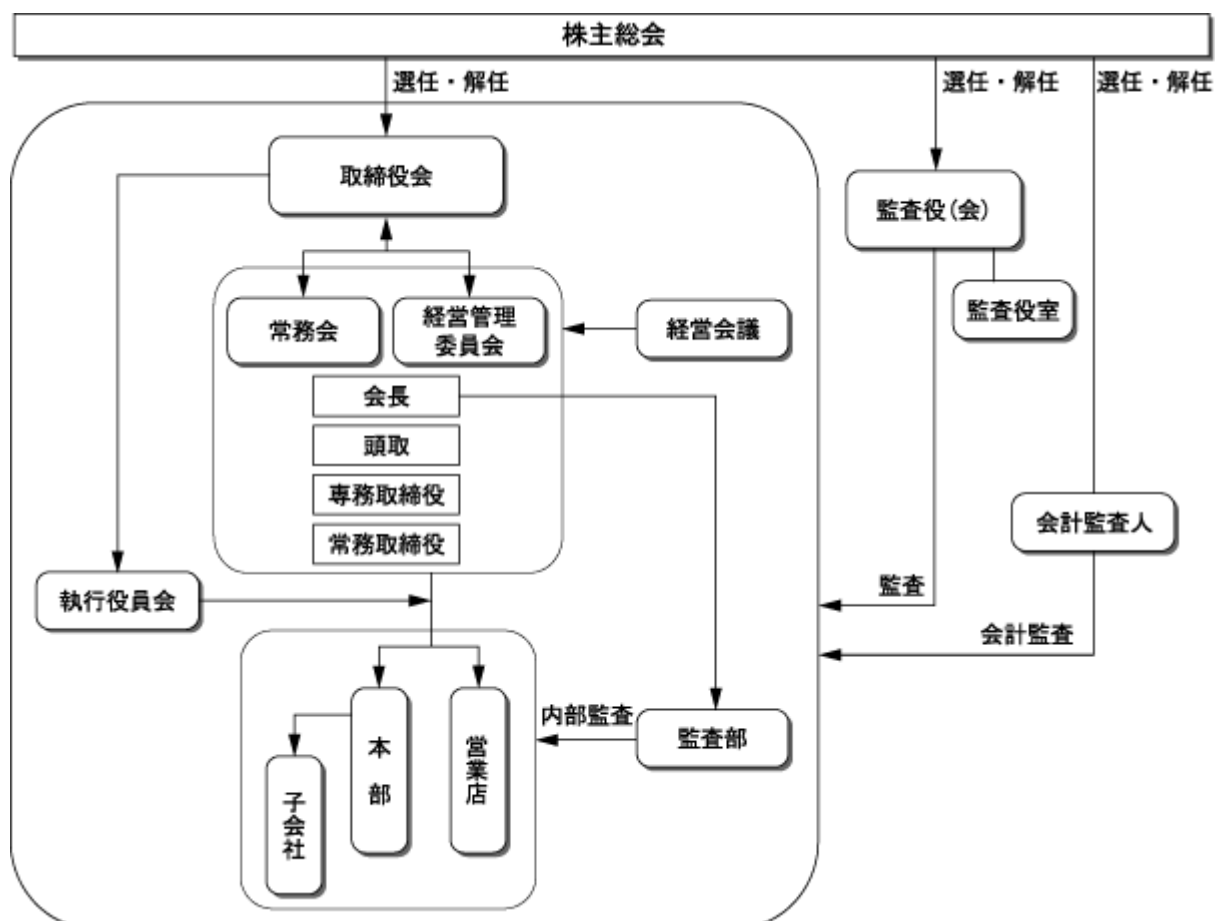 株主総会
選任・解任
選任・解任
選任・解任
取締役会
監査役(会)
監査役室
常務会
経営管理
委員会
経営会議
会長
頭取
専務取締役
常務取締役
会計監査人
執行役員会
監査
会計監査
内部監査
監査部
本部
営業店
子会社